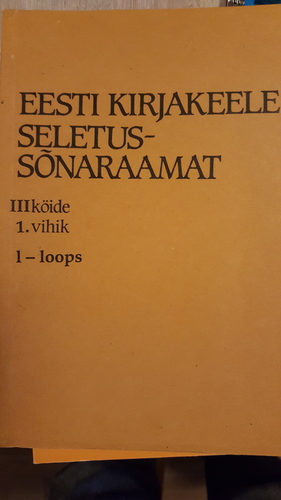 EESTI KIRJAKEELE
SELETUS-
SÕNARAAMAT
III köide
1. vihik
l – loops